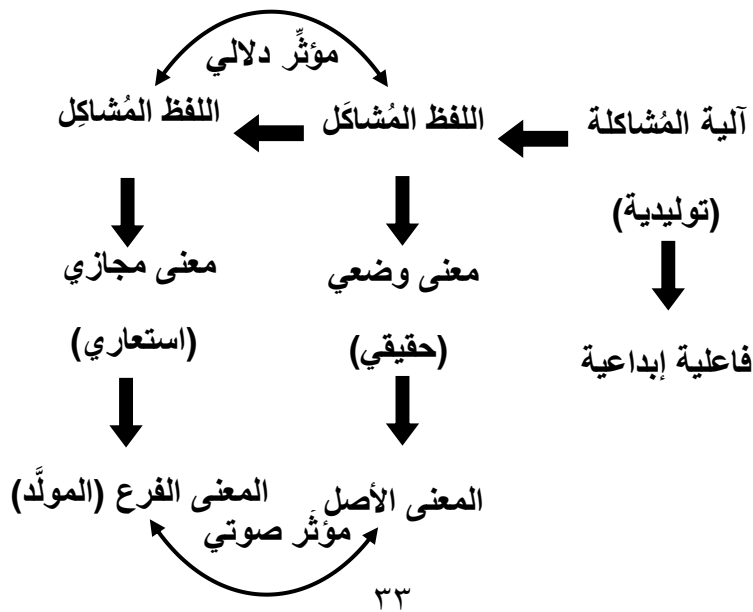 مؤثِّر دلالي
آلية المُشاكلة اللفظ المُشاكَل اللفظ المُشاكِل
(توليدية)
معنى وضعي معنى مجازي
(حقيقي) (استعاري)
فاعلية إبداعية
المعنى الأصل المعنى الفرع (المولَّد)
مؤثِّر صوتي
٣٣